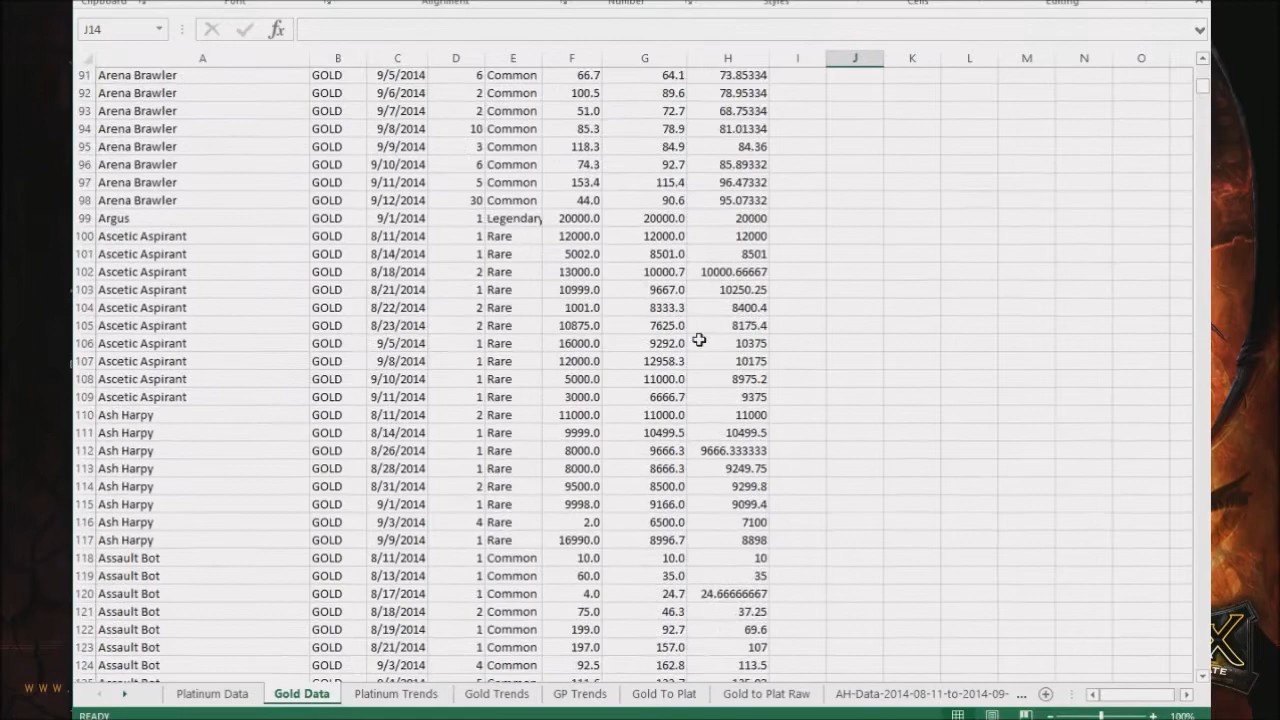 Clipboard Font Alignment Number Styles Cells Editing
J14 fx
A B C D E F G H I J K L M N O
91 Arena Brawler GOLD 9/5/2014 6 Common 66.7 64.1 73.85334
92 Arena Brawler GOLD 9/6/2014 2 Common 100.5 89.6 78.95334
93 Arena Brawler GOLD 9/7/2014 2 Common 51.0 72.7 68.75334
94 Arena Brawler GOLD 9/8/2014 10 Common 85.3 78.9 81.01334
95 Arena Brawler GOLD 9/9/2014 3 Common 118.3 84.9 84.36
96 Arena Brawler GOLD 9/10/2014 6 Common 74.3 92.7 85.89332
97 Arena Brawler GOLD 9/11/2014 5 Common 153.4 115.4 96.47332
98 Arena Brawler GOLD 9/12/2014 30 Common 44.0 90.6 95.07332
99 Argus GOLD 9/1/2014 1 Legendary 20000.0 20000.0 20000
100 Ascetic Aspirant GOLD 8/11/2014 1 Rare 12000.0 12000.0 12000
101 Ascetic Aspirant GOLD 8/14/2014 1 Rare 5002.0 8501.0 8501
102 Ascetic Aspirant GOLD 8/18/2014 2 Rare 13000.0 10000.7 10000.66667
103 Ascetic Aspirant GOLD 8/21/2014 1 Rare 10999.0 9667.0 10250.25
104 Ascetic Aspirant GOLD 8/22/2014 2 Rare 1001.0 8333.3 8400.4
105 Ascetic Aspirant GOLD 8/23/2014 2 Rare 10875.0 7625.0 8175.4
106 Ascetic Aspirant GOLD 9/5/2014 1 Rare 16000.0 9292.0 10375
107 Ascetic Aspirant GOLD 9/8/2014 1 Rare 12000.0 12958.3 10175
108 Ascetic Aspirant GOLD 9/10/2014 1 Rare 5000.0 11000.0 8975.2
109 Ascetic Aspirant GOLD 9/11/2014 1 Rare 3000.0 6666.7 9375
110 Ash Harpy GOLD 8/11/2014 2 Rare 11000.0 11000.0 11000
111 Ash Harpy GOLD 8/14/2014 1 Rare 9999.0 10499.5 10499.5
112 Ash Harpy GOLD 8/26/2014 1 Rare 8000.0 9666.3 9666.333333
113 Ash Harpy GOLD 8/28/2014 1 Rare 8000.0 8666.3 9249.75
114 Ash Harpy GOLD 8/31/2014 2 Rare 9500.0 8500.0 9299.8
115 Ash Harpy GOLD 9/1/2014 1 Rare 9998.0 9166.0 9099.4
116 Ash Harpy GOLD 9/3/2014 4 Rare 2.0 6500.0 7100
117 Ash Harpy GOLD 9/9/2014 1 Rare 16990.0 8996.7 8898
118 Assault Bot GOLD 8/11/2014 1 Common 10.0 10.0 10
119 Assault Bot GOLD 8/13/2014 1 Common 60.0 35.0 35
120 Assault Bot GOLD 8/17/2014 1 Common 4.0 24.7 24.66666667
121 Assault Bot GOLD 8/18/2014 2 Common 75.0 46.3 37.25
122 Assault Bot GOLD 8/19/2014 1 Common 199.0 92.7 69.6
123 Assault Bot GOLD 8/21/2014 1 Common 197.0 157.0 107
124 Assault Bot GOLD 9/3/2014 4 Common 92.5 162.8 113.5
Platinum Data Gold Data Platinum Trends Gold Trends GP Trends Gold To Plat Gold to Plat Raw AH-Data-2014-08-11-to-2014-09- ...
READY 100%
WWW.